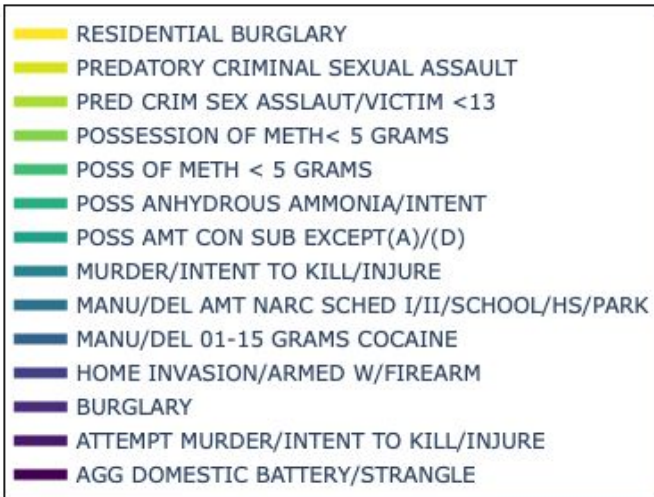 RESIDENTIAL BURGLARY
PREDATORY CRIMINAL SEXUAL ASSAULT
PRED CRIM SEX ASSLAUT/VICTIM <13
POSSESSION OF METH< 5 GRAMS
POSS OF METH < 5 GRAMS
POSS ANHYDROUS AMMONIA/INTENT
POSS AMT CON SUB EXCEPT(A)/(D)
MURDER/INTENT TO KILL/INJURE
MANU/DEL AMT NARC SCHED I/II/SCHOOL/HS/PARK
MANU/DEL 01-15 GRAMS COCAINE
HOME INVASION/ARMED W/FIREARM
BURGLARY
ATTEMPT MURDER/INTENT TO KILL/INJURE
AGG DOMESTIC BATTERY/STRANGLE